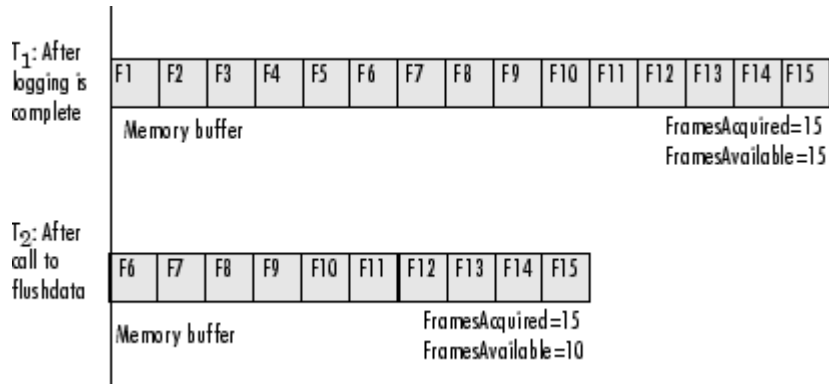 T1: After
logging is
complete
F1 F2 F3 F4 F5 F6 F7 F8 F9 F10 F11 F12 F13 F14 F15
Memory buffer
FramesAcquired=15
FramesAvailable=15
T2: After
call to
flushdata
F6 F7 F8 F9 F10 F11 F12 F13 F14 F15
Memory buffer
FramesAcquired=15
FramesAvailable=10